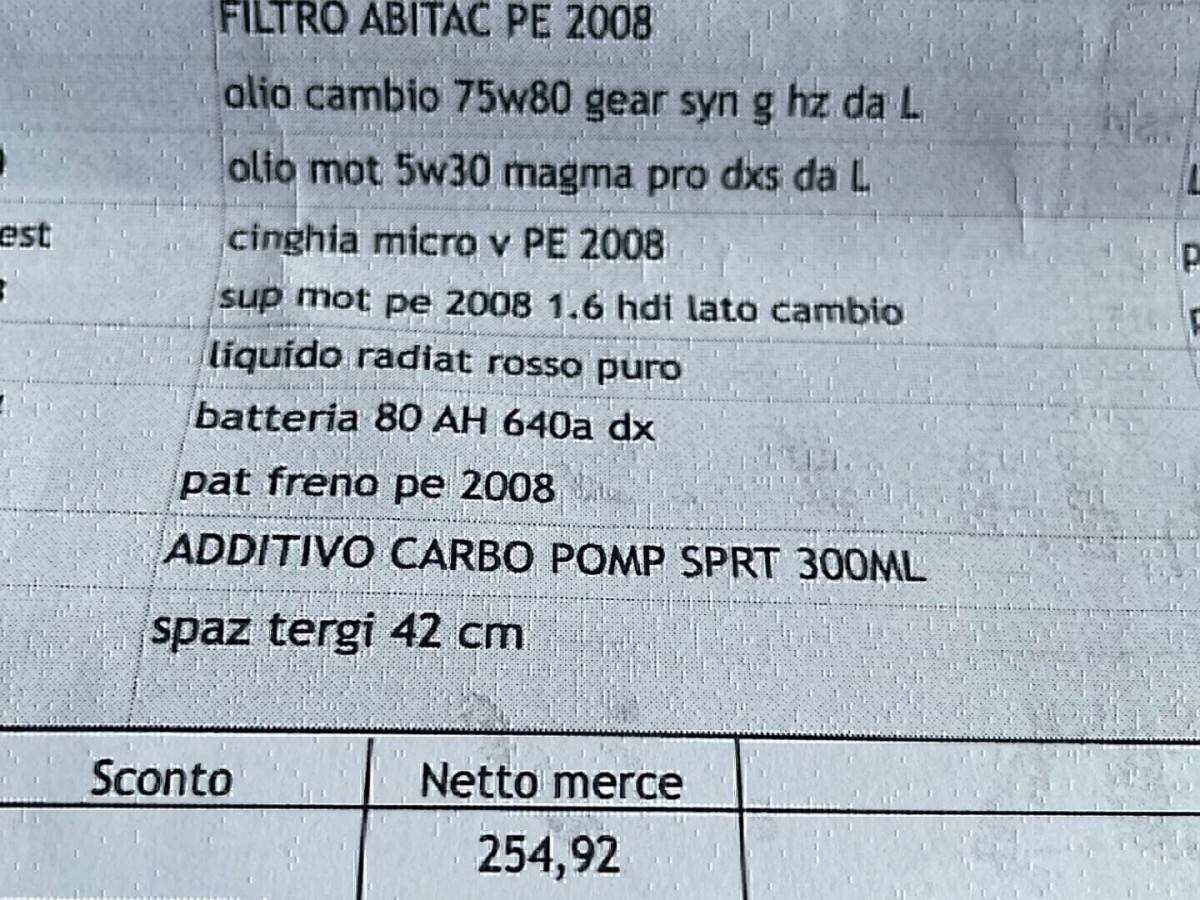 FILTRO ABITAC PE 2008
olio cambio 75w80 gear syn g hz da L
olio mot 5w30 magma pro dxs da L
est
cinghia micro v PE 2008
sup mot pe 2008 1.6 hdi lato cambio
liquido radiat rosso puro
batteria 80 AH 640a dx
pat freno pe 2008
ADDITIVO CARBO POMP SPRT 300ML
spaz tergi 42 cm
Sconto Netto merce
254,92